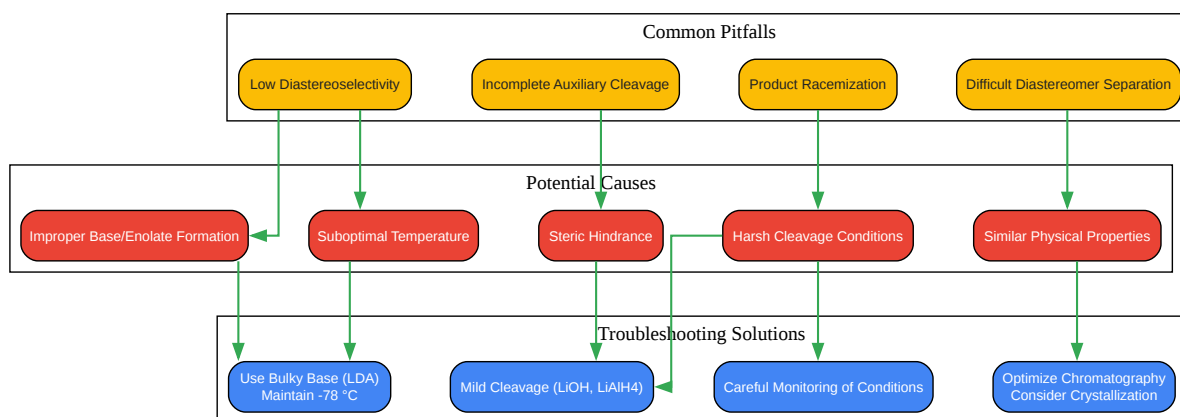 Common Pitfalls
Low Diastereoselectivity
Incomplete Auxiliary Cleavage
Product Racemization
Difficult Diastereomer Separation
Potential Causes
Improper Base/Enolate Formation
Suboptimal Temperature
Steric Hindrance
Harsh Cleavage Conditions
Similar Physical Properties
Troubleshooting Solutions
Use Bulky Base (LDA)
Maintain -78 °C
Mild Cleavage (LiOH, LiAlH4)
Careful Monitoring of Conditions
Optimize Chromatography
Consider Crystallization